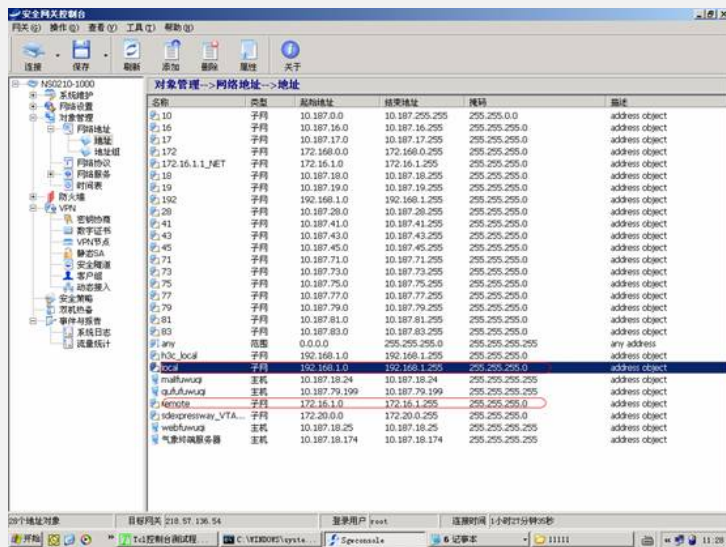 安全网关控制台
网关(G) 操作(O) 查看(V) 工具(T) 帮助(H)
连接 保存 刷新 添加 删除 属性 关于
NS0210-1000
系统维护
网络设置
对象管理
网络地址
地址
地址组
网络协议
网络服务
时间表
防火墙
VPN
密钥协商
数字证书
VPN节点
静态SA
安全隧道
客户组
动态接入
安全策略
双机热备
事件与报告
系统日志
流量统计
对象管理-->网络地址-->地址
名称 类型 起始地址 结束地址 掩码 描述
10 子网 10.187.0.0 10.187.255.255 255.255.0.0 address object
16 子网 10.187.16.0 10.187.16.255 255.255.255.0 address object
17 子网 10.187.17.0 10.187.17.255 255.255.255.0 address object
172 子网 172.168.0.0 172.168.0.255 255.255.255.0 address object
172.16.1.1_NET 子网 172.16.1.0 172.16.1.255 255.255.255.0 address object
18 子网 10.187.18.0 10.187.18.255 255.255.255.0 address object
19 子网 10.187.19.0 10.187.19.255 255.255.255.0 address object
192 子网 192.168.1.0 192.168.1.255 255.255.255.0 address object
28 子网 10.187.28.0 10.187.28.255 255.255.255.0 address object
41 子网 10.187.41.0 10.187.41.255 255.255.255.0 address object
43 子网 10.187.43.0 10.187.43.255 255.255.255.0 address object
45 子网 10.187.45.0 10.187.45.255 255.255.255.0 address object
71 子网 10.187.71.0 10.187.71.255 255.255.255.0 address object
73 子网 10.187.73.0 10.187.73.255 255.255.255.0 address object
75 子网 10.187.75.0 10.187.75.255 255.255.255.0 address object
77 子网 10.187.77.0 10.187.77.255 255.255.255.0 address object
79 子网 10.187.79.0 10.187.79.255 255.255.255.0 address object
81 子网 10.187.81.0 10.187.81.255 255.255.255.0 address object
83 子网 10.187.83.0 10.187.83.255 255.255.255.0 address object
any 范围 0.0.0.0 255.255.255.0 255.255.255.255 any address
h3c_local 子网 192.168.1.0 192.168.1.255 255.255.255.0 address object
local 子网 192.168.1.0 192.168.1.255 255.255.255.0 address object
mailfuwuqi 主机 10.187.18.24 10.187.18.24 255.255.255.255 address object
qufufuwuqi 主机 10.187.79.199 10.187.79.199 255.255.255.255 address object
remote 子网 172.16.1.0 172.16.1.255 255.255.255.0 address object
sdexpressway_VTA... 子网 172.20.0.0 172.20.0.255 255.255.255.0 address object
webfuwuqi 主机 10.187.18.25 10.187.18.25 255.255.255.255 address object
气象终端服务器 主机 10.187.18.174 10.187.18.174 255.255.255.255 address object
28个地址对象 目标网关 218.57.136.54 登录用户 root 连接时间 1小时27分钟35秒
开始 Tcl控制台测试程... C:\WINDOWS\syste... Sgwconsole 6 记事本 11111 11:28